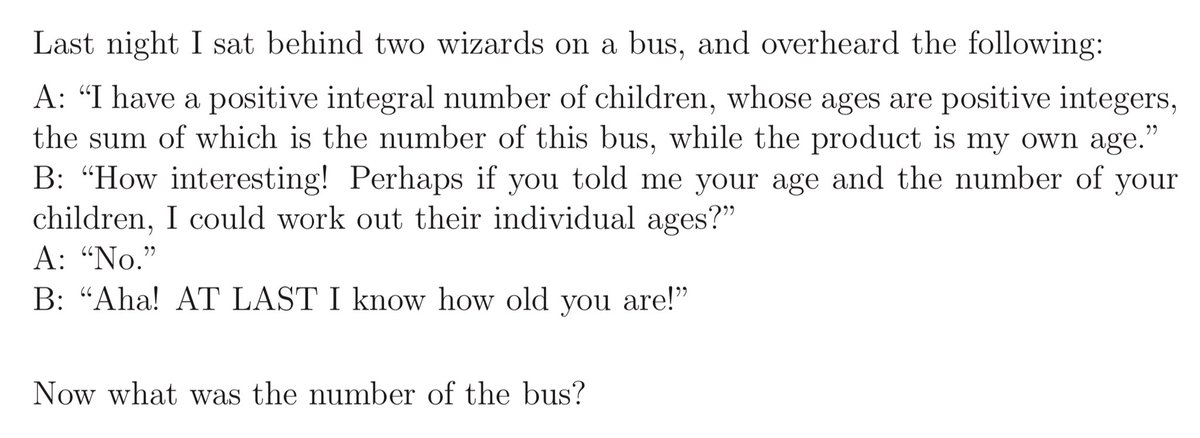 Last night I sat behind two wizards on a bus, and overheard the following:
A: “I have a positive integral number of children, whose ages are positive integers,
the sum of which is the number of this bus, while the product is my own age.”
B: “How interesting! Perhaps if you told me your age and the number of your
children, I could work out their individual ages?”
A: “No.”
B: “Aha! AT LAST I know how old you are!”
Now what was the number of the bus?